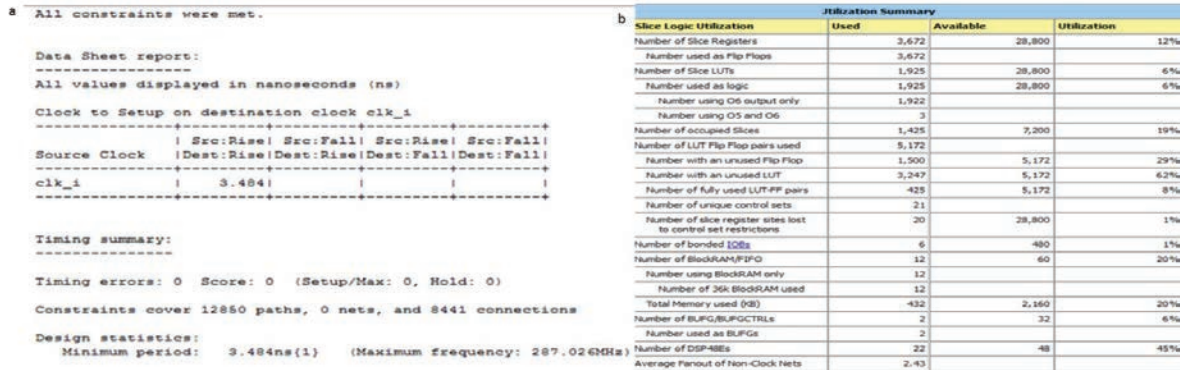 a
All constraints were met.
Data Sheet report:
-----------------
All values displayed in nanoseconds (ns)
Clock to Setup on destination clock clk_i
---------------+---------+---------+---------+---------+
| Src:Rise| Src:Fall| Src:Rise| Src:Fall|
Source Clock |Dest:Rise|Dest:Rise|Dest:Fall|Dest:Fall|
---------------+---------+---------+---------+---------+
clk_i | 3.484| | | |
---------------+---------+---------+---------+---------+
Timing summary:
---------------
Timing errors: 0 Score: 0 (Setup/Max: 0, Hold: 0)
Constraints cover 12850 paths, 0 nets, and 8441 connections
Design statistics:
Minimum period: 3.484ns{1} (Maximum frequency: 287.026MHz)
b
Utilization Summary
Slice Logic Utilization Used Available Utilization
Number of Slice Registers 3,672 28,800 12%
Number used as Flip Flops 3,672
Number of Slice LUTs 1,925 28,800 6%
Number used as logic 1,925 28,800 6%
Number using O6 output only 1,922
Number using O5 and O6 3
Number of occupied Slices 1,425 7,200 19%
Number of LUT Flip Flop pairs used 5,172
Number with an unused Flip Flop 1,500 5,172 29%
Number with an unused LUT 3,247 5,172 62%
Number of fully used LUT-FF pairs 425 5,172 8%
Number of unique control sets 21
Number of slice register sites lost
to control set restrictions 20 28,800 1%
Number of bonded IOBs 6 480 1%
Number of BlockRAM/FIFO 12 60 20%
Number using BlockRAM only 12
Number of 36k BlockRAM used 12
Total Memory used (KB) 432 2,160 20%
Number of BUFG/BUFGCTRLs 2 32 6%
Number used as BUFGs 2
Number of DSP48Es 22 48 45%
Average Fanout of Non-Clock Nets 2.43